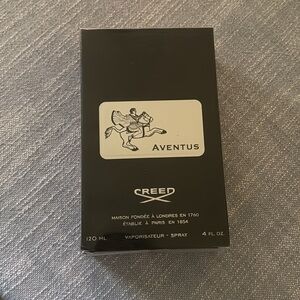 AVENTUS
CREED
MAISON FONDÉE À LONDRES EN 1760
ÉTABLIE À PARIS EN 1854
120 ML VAPORISATEUR - SPRAY 4 FL. OZ.